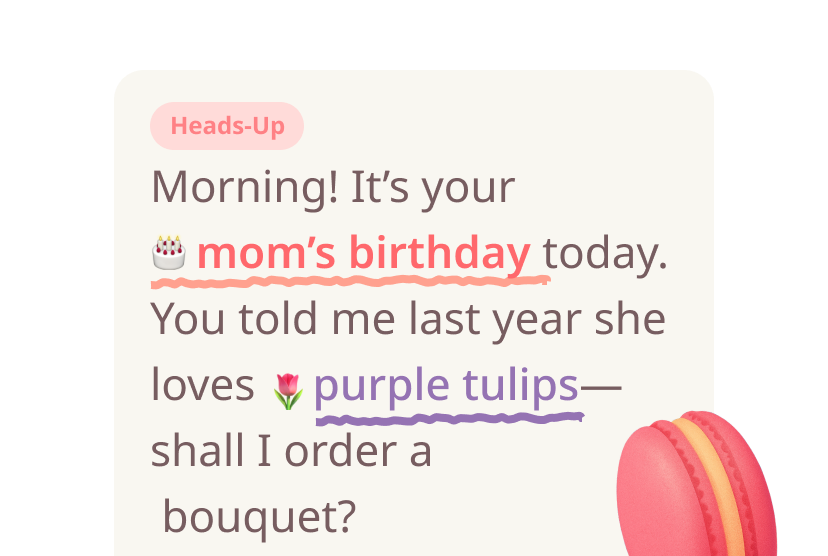 Heads-Up
Morning! It’s your
🎂 mom’s birthday today.
You told me last year she
loves 🌷 purple tulips—
shall I order a
bouquet?